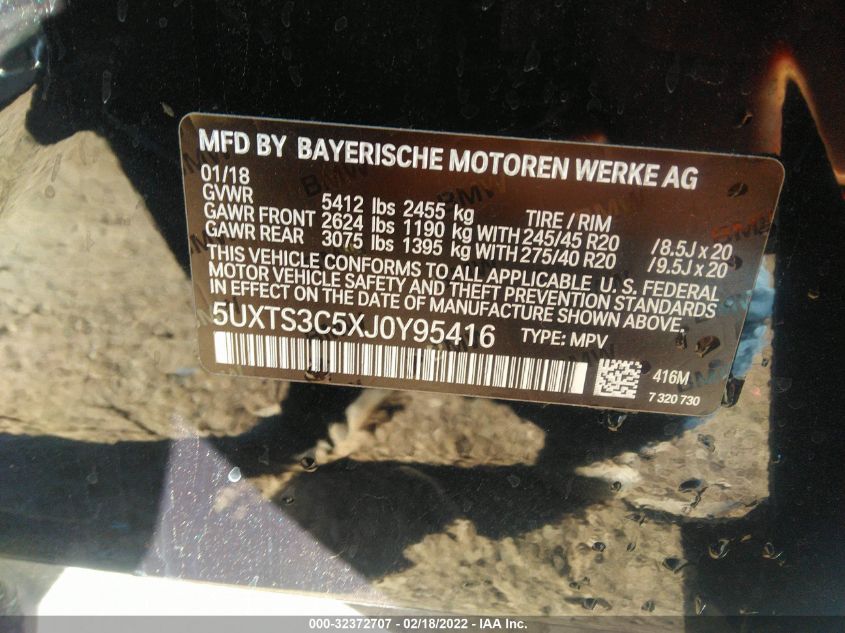 MFD BY BAYERISCHE MOTOREN WERKE AG
01/18
GVWR 5412 lbs 2455 kg TIRE / RIM
GAWR FRONT 2624 lbs 1190 kg WITH 245/45 R20 /8.5J x 20
GAWR REAR 3075 lbs 1395 kg WITH 275/40 R20 /9.5J x 20
THIS VEHICLE CONFORMS TO ALL APPLICABLE U. S. FEDERAL
MOTOR VEHICLE SAFETY AND THEFT PREVENTION STANDARDS
IN EFFECT ON THE DATE OF MANUFACTURE SHOWN ABOVE.
5UXTS3C5XJ0Y95416 TYPE: MPV
416M
7 320 730
000-32372707 - 02/18/2022 - IAA Inc.